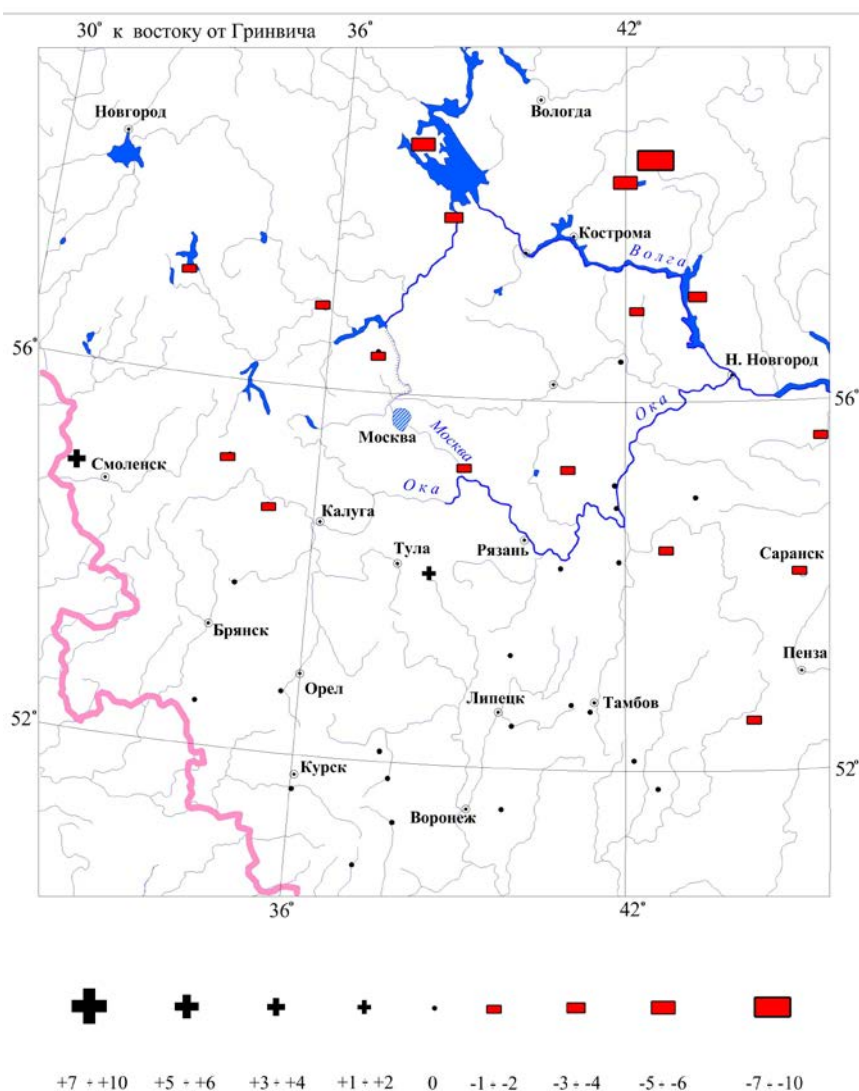 30° к востоку от Гринвича 36° 42°
Новгород
Вологда
Кострома
Волга
56°
Н. Новгород
56°
Ока
Москва
Москва
Смоленск
Ока
Калуга
Тула
Рязань
Саранск
Брянск
Пенза
Орел
Липецк
Тамбов
52°
Курск
52°
Воронеж
36° 42°
+7 ÷ +10 +5 ÷ +6 +3 ÷ +4 +1 ÷ +2 0 -1 ÷ -2 -3 ÷ -4 -5 ÷ -6 -7 ÷ -10